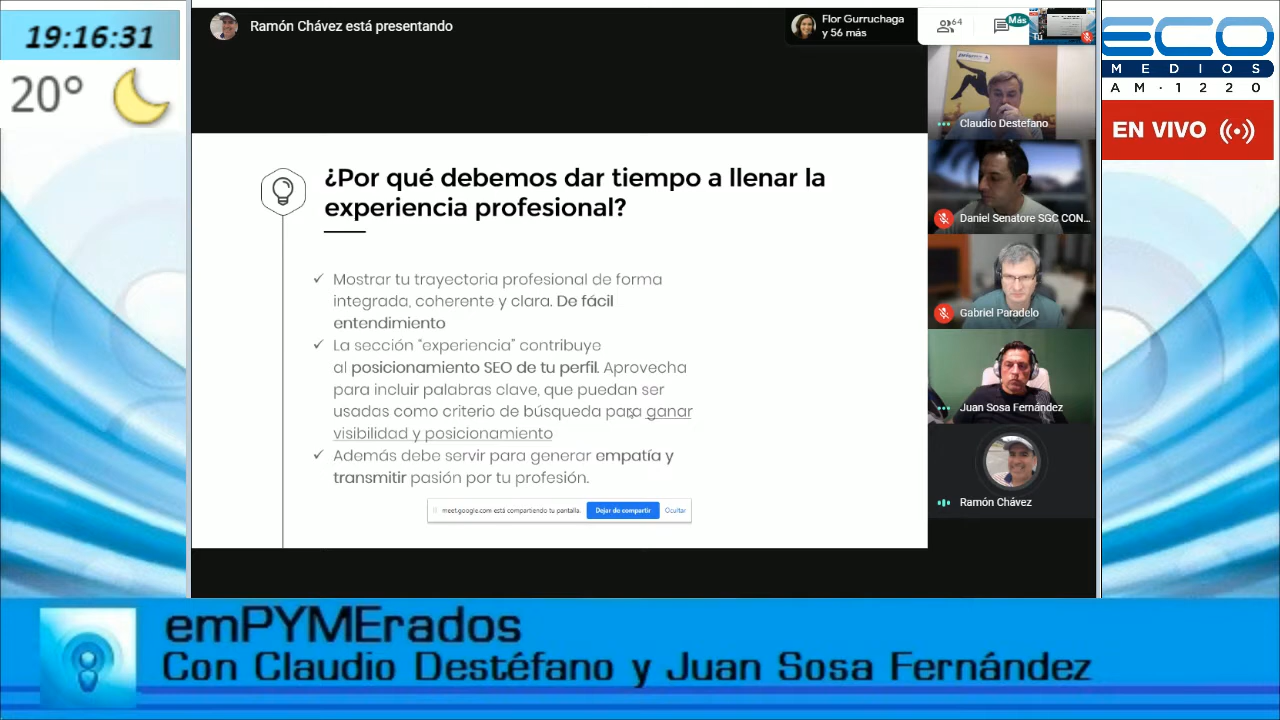 19:16:31
20°
Ramón Chávez está presentando
Flor Gurruchaga
y 56 más
64
Más
Tú
ECO
MEDIOS
AM·1220
EN VIVO
Claudio Destefano
Daniel Senatore SGC CON...
Gabriel Paradelo
Juan Sosa Fernández
Ramón Chávez
¿Por qué debemos dar tiempo a llenar la
experiencia profesional?
✓ Mostrar tu trayectoria profesional de forma
integrada, coherente y clara. De fácil
entendimiento
✓ La sección "experiencia" contribuye
al posicionamiento SEO de tu perfil. Aprovecha
para incluir palabras clave, que puedan ser
usadas como criterio de búsqueda para ganar
visibilidad y posicionamiento
✓ Además debe servir para generar empatía y
transmitir pasión por tu profesión.
meet.google.com está compartiendo tu pantalla.
Dejar de compartir
Ocultar
emPYMErados
Con Claudio Destéfano y Juan Sosa Fernández